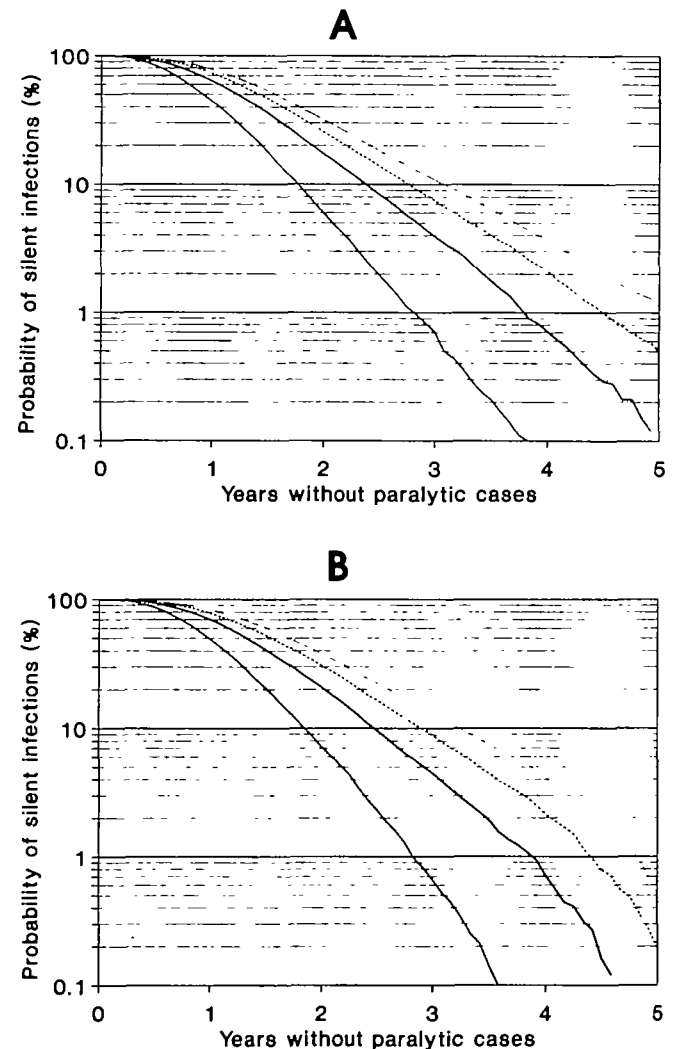 A
Probability of silent infections (%)
100
10
1
0.1
0 1 2 3 4 5
Years without paralytic cases
B
Probability of silent infections (%)
100
10
1
0.1
0 1 2 3 4 5
Years without paralytic cases